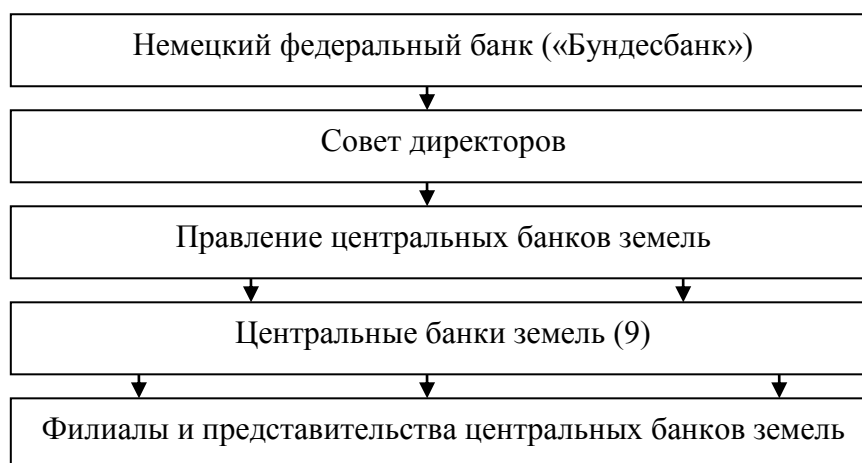 Немецкий федеральный банк («Бундесбанк»)
Совет директоров
Правление центральных банков земель
Центральные банки земель (9)
Филиалы и представительства центральных банков земель